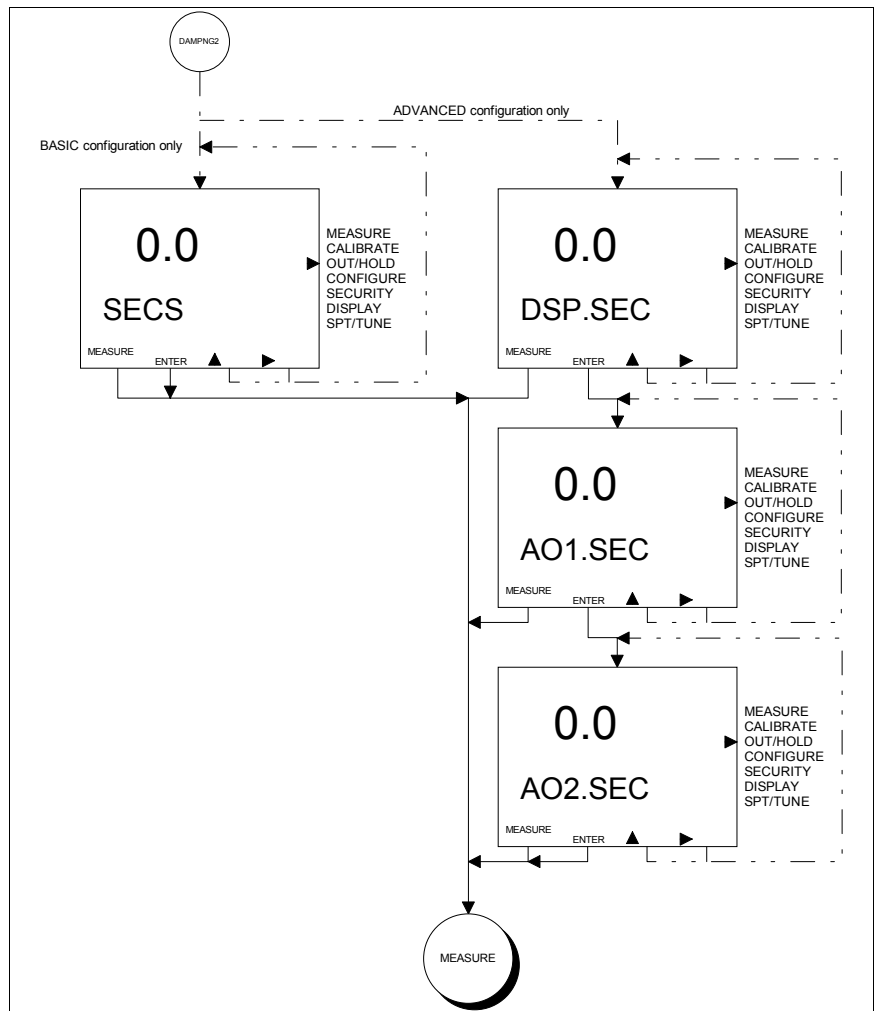 DAMPNG2
ADVANCED configuration only
BASIC configuration only
0.0
SECS
MEASURE
ENTER
MEASURE
CALIBRATE
OUT/HOLD
CONFIGURE
SECURITY
DISPLAY
SPT/TUNE
0.0
DSP.SEC
MEASURE
ENTER
MEASURE
CALIBRATE
OUT/HOLD
CONFIGURE
SECURITY
DISPLAY
SPT/TUNE
0.0
AO1.SEC
MEASURE
ENTER
MEASURE
CALIBRATE
OUT/HOLD
CONFIGURE
SECURITY
DISPLAY
SPT/TUNE
0.0
AO2.SEC
MEASURE
ENTER
MEASURE
CALIBRATE
OUT/HOLD
CONFIGURE
SECURITY
DISPLAY
SPT/TUNE
MEASURE